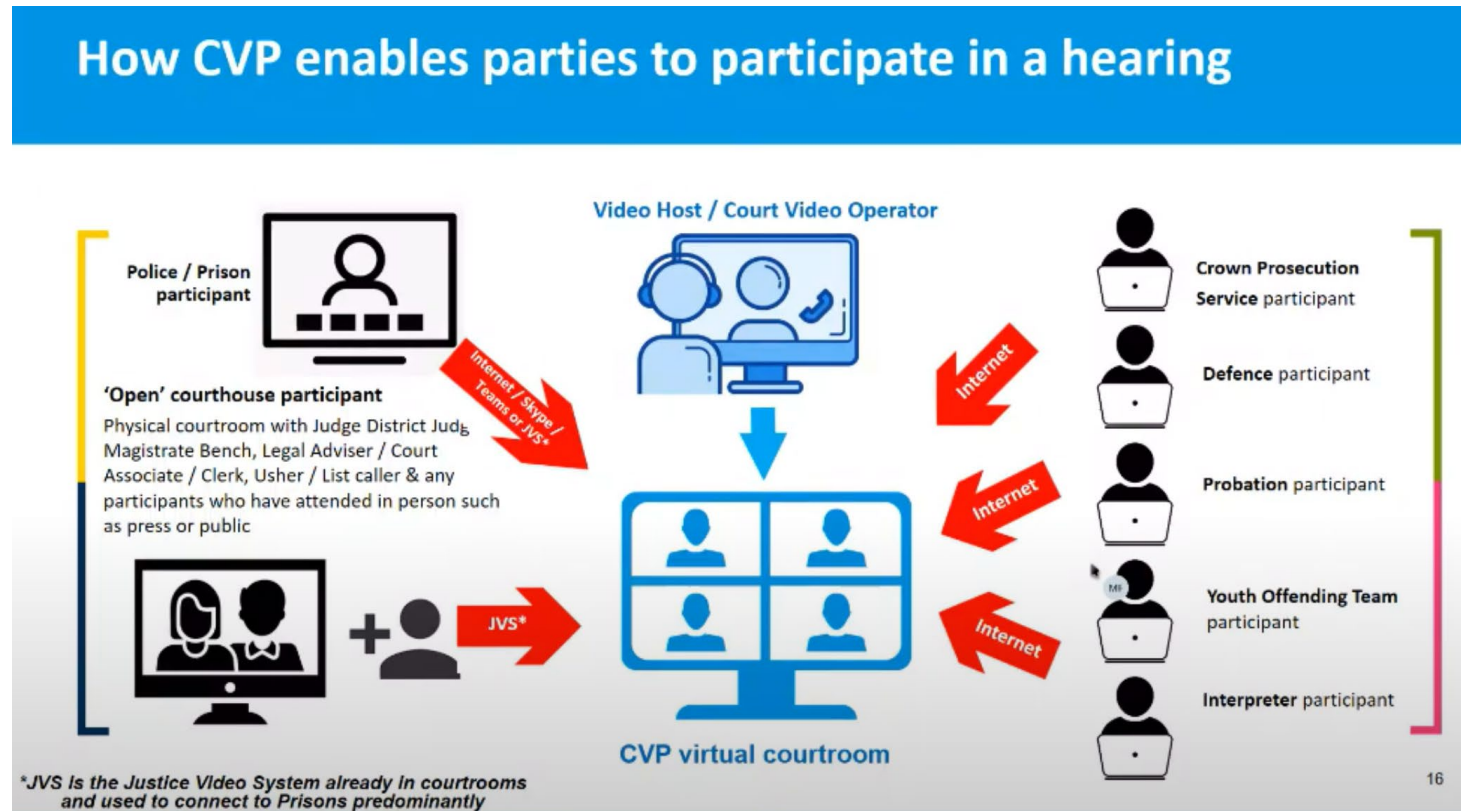 How CVP enables parties to participate in a hearing
Video Host / Court Video Operator
Police / Prison
participant
Internet / Skype /
Teams or JVS*
'Open' courthouse participant
Physical courtroom with Judge District Judg
Magistrate Bench, Legal Adviser / Court
Associate / Clerk, Usher / List caller & any
participants who have attended in person such
as press or public
JVS*
CVP virtual courtroom
Internet
Internet
Internet
Crown Prosecution
Service participant
Defence participant
Probation participant
MF
Youth Offending Team
participant
Interpreter participant
*JVS Is the Justice Video System already in courtrooms
and used to connect to Prisons predominantly
16